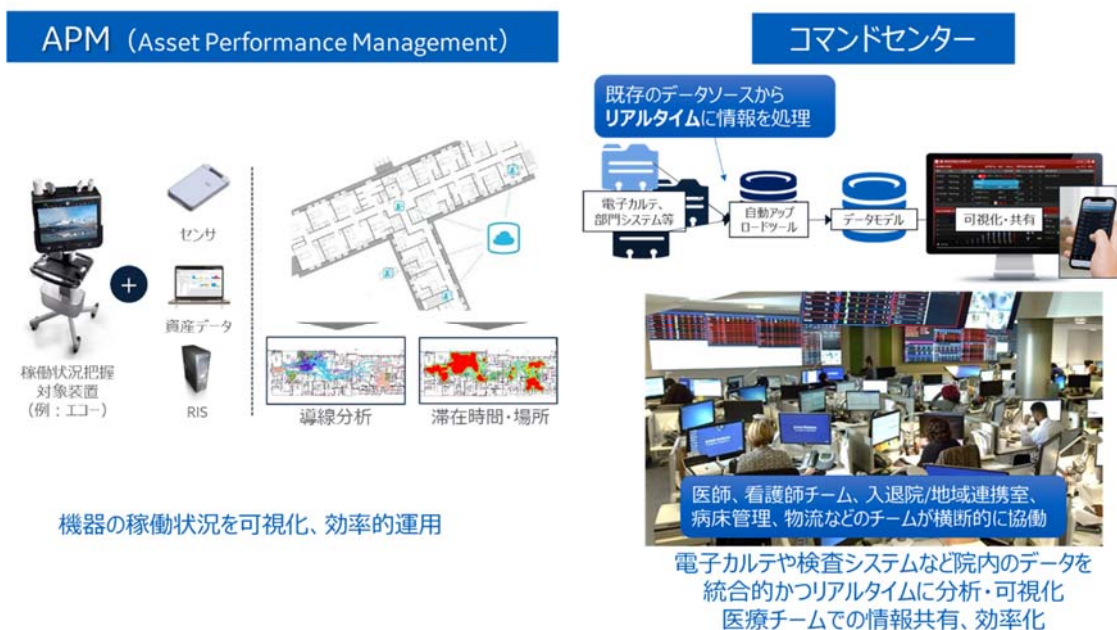 APM （Asset Performance Management）
センサ
資産データ
RIS
稼働状況把握
対象装置
（例：エコー）
導線分析
滞在時間・場所
機器の稼働状況を可視化、効率的運用
コマンドセンター
既存のデータソースから
リアルタイムに情報を処理
電子カルテ、
部門システム等
自動アップ
ロードツール
データモデル
可視化・共有
医師、看護師チーム、入退院/地域連携室、
病床管理、物流などのチームが横断的に協働
電子カルテや検査システムなど院内のデータを
統合的かつリアルタイムに分析・可視化
医療チームでの情報共有、効率化